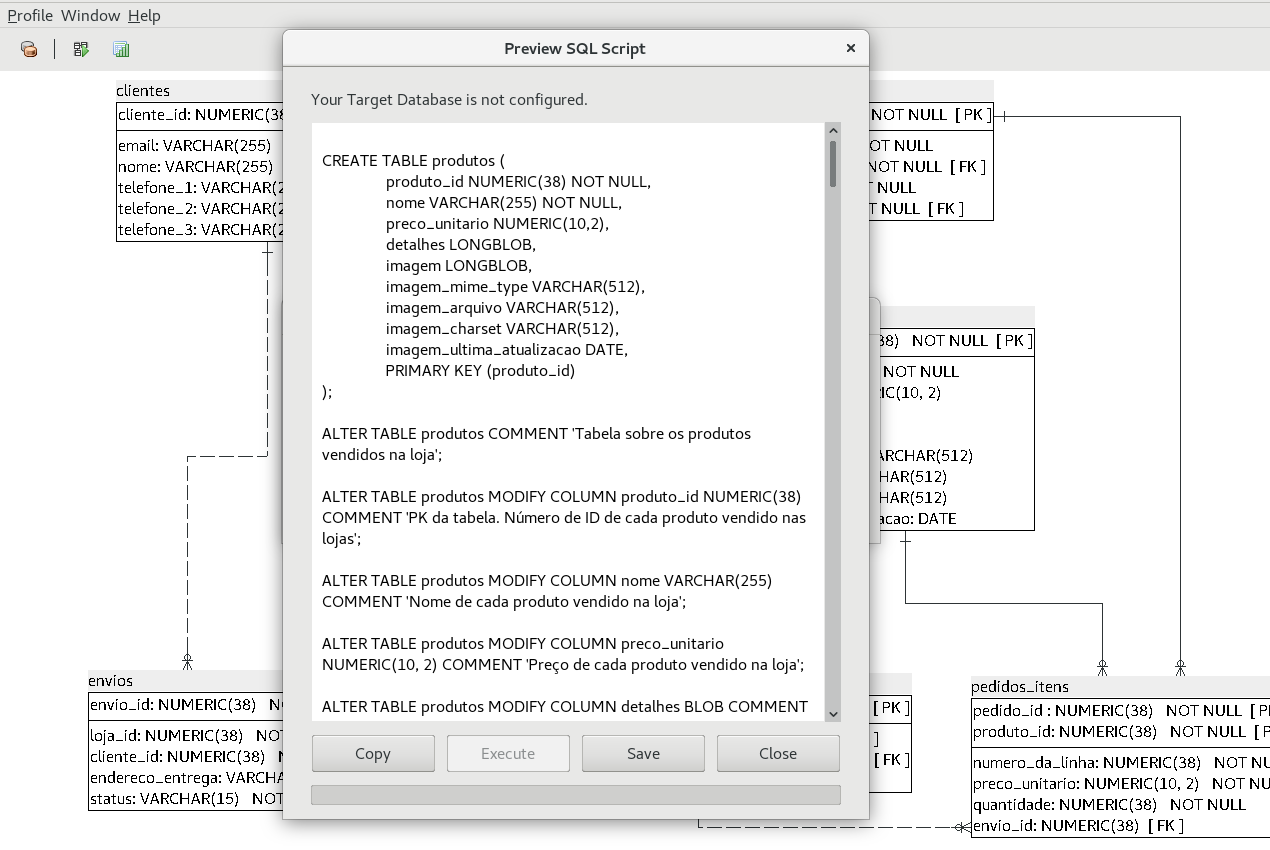 Profile Window Help
Preview SQL Script
×
Your Target Database is not configured.
CREATE TABLE produtos (
produto_id NUMERIC(38) NOT NULL,
nome VARCHAR(255) NOT NULL,
preco_unitario NUMERIC(10,2),
detalhes LONGBLOB,
imagem LONGBLOB,
imagem_mime_type VARCHAR(512),
imagem_arquivo VARCHAR(512),
imagem_charset VARCHAR(512),
imagem_ultima_atualizacao DATE,
PRIMARY KEY (produto_id)
);
ALTER TABLE produtos COMMENT 'Tabela sobre os produtos
vendidos na loja';
ALTER TABLE produtos MODIFY COLUMN produto_id NUMERIC(38)
COMMENT 'PK da tabela. Número de ID de cada produto vendido nas
lojas';
ALTER TABLE produtos MODIFY COLUMN nome VARCHAR(255)
COMMENT 'Nome de cada produto vendido na loja';
ALTER TABLE produtos MODIFY COLUMN preco_unitario
NUMERIC(10, 2) COMMENT 'Preço de cada produto vendido na loja';
ALTER TABLE produtos MODIFY COLUMN detalhes BLOB COMMENT
Copy Execute Save Close
clientes
cliente_id: NUMERIC(38
email: VARCHAR(255)
nome: VARCHAR(255)
telefone_1: VARCHAR(2
telefone_2: VARCHAR(2
telefone_3: VARCHAR(2
NOT NULL [ PK ]
OT NULL
NOT NULL [ FK ]
T NULL
T NULL [ FK ]
38) NOT NULL [ PK ]
NOT NULL
IC(10, 2)
ARCHAR(512)
HAR(512)
HAR(512)
acao: DATE
envios
envio_id: NUMERIC(38) N
loja_id: NUMERIC(38) NOT
cliente_id: NUMERIC(38) N
endereco_entrega: VARCHA
status: VARCHAR(15) NOT
[ PK ]
]
[ FK ]
pedidos_itens
pedido_id : NUMERIC(38) NOT NULL [ P
produto_id: NUMERIC(38) NOT NULL [ P
numero_da_linha: NUMERIC(38) NOT NU
preco_unitario: NUMERIC(10, 2) NOT NU
quantidade: NUMERIC(38) NOT NULL
envio_id: NUMERIC(38) [ FK ]